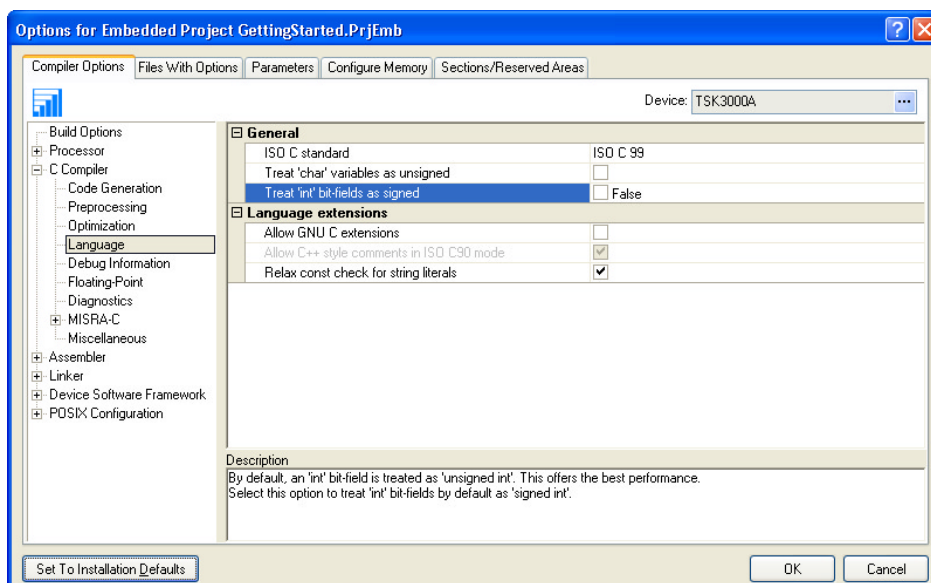 Options for Embedded Project GettingStarted.PrjEmb
Compiler Options Files With Options Parameters Configure Memory Sections/Reserved Areas
Device: TSK3000A ...
Build Options
Processor
C Compiler
Code Generation
Preprocessing
Optimization
Language
Debug Information
Floating-Point
Diagnostics
MISRA-C
Miscellaneous
Assembler
Linker
Device Software Framework
POSIX Configuration
General
ISO C standard ISO C 99
Treat 'char' variables as unsigned
Treat 'int' bit-fields as signed False
Language extensions
Allow GNU C extensions
Allow C++ style comments in ISO C90 mode
Relax const check for string literals
Description
By default, an 'int' bit-field is treated as 'unsigned int'. This offers the best performance.
Select this option to treat 'int' bit-fields by default as 'signed int'.
Set To Installation Defaults OK Cancel